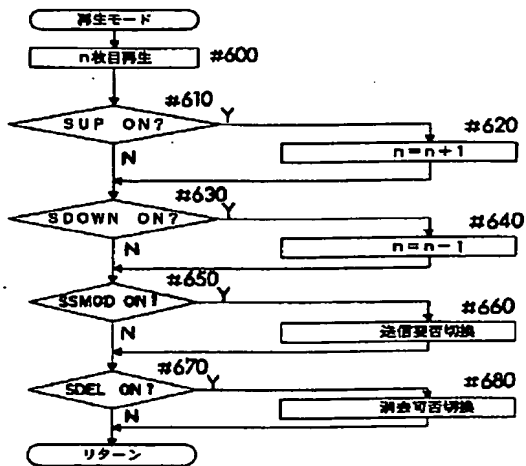 再生モード
n枚目再生 #600
#610
SUP ON? Y
#620
n=n+1
N
#630
SDOWN ON? Y
#640
n=n-1
N
#650
SSMOD ON? Y
#660
送信要否切換
N
#670
SDEL ON? Y
#680
消去可否切換
N
リターン